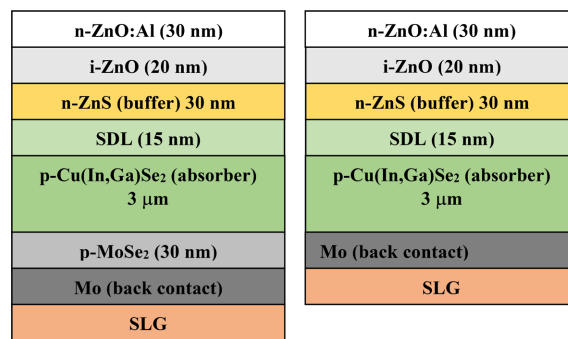 n-ZnO:Al (30 nm)
i-ZnO (20 nm)
n-ZnS (buffer) 30 nm
SDL (15 nm)
p-Cu(In,Ga)Se₂ (absorber)
3 μm
p-MoSe₂ (30 nm)
Mo (back contact)
SLG
n-ZnO:Al (30 nm)
i-ZnO (20 nm)
n-ZnS (buffer) 30 nm
SDL (15 nm)
p-Cu(In,Ga)Se₂ (absorber)
3 μm
Mo (back contact)
SLG